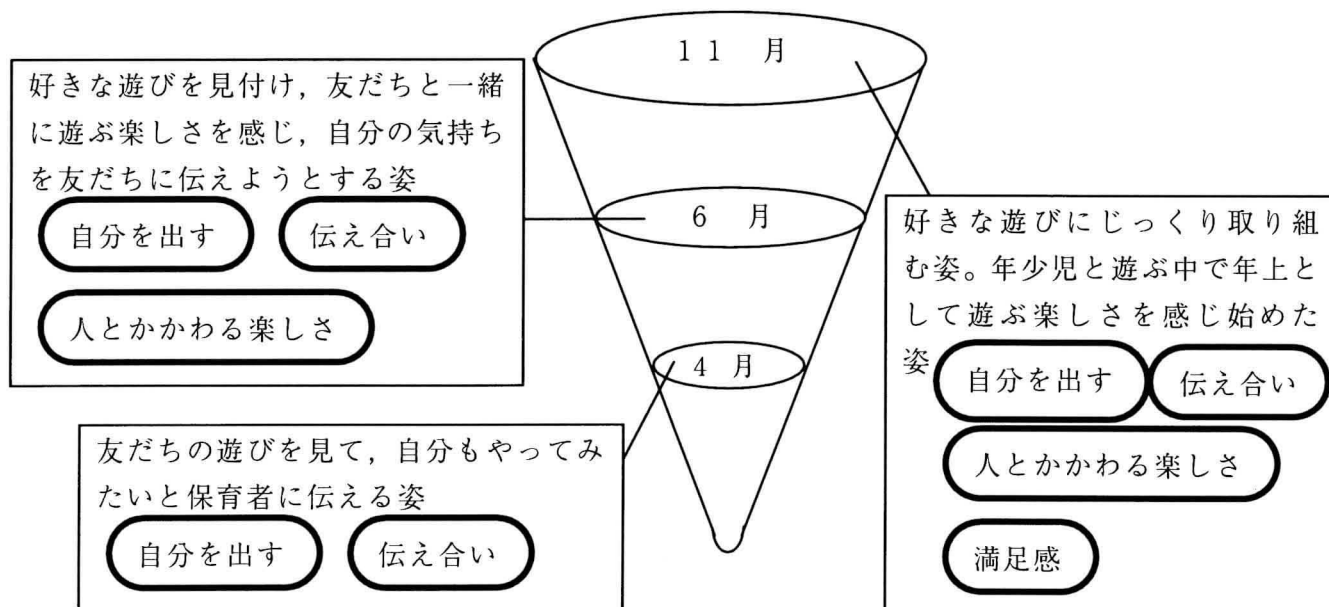 11 月
好きな遊びを見付け，友だちと一緒
に遊ぶ楽しさを感じ，自分の気持ち
を友だちに伝えようとする姿
自分を出す
伝え合い
人とかかわる楽しさ
6 月
好きな遊びにじっくり取り組
む姿。年少児と遊ぶ中で年上と
して遊ぶ楽しさを感じ始めた
姿
自分を出す
伝え合い
人とかかわる楽しさ
満足感
4 月
友だちの遊びを見て，自分もやってみ
たいと保育者に伝える姿
自分を出す
伝え合い